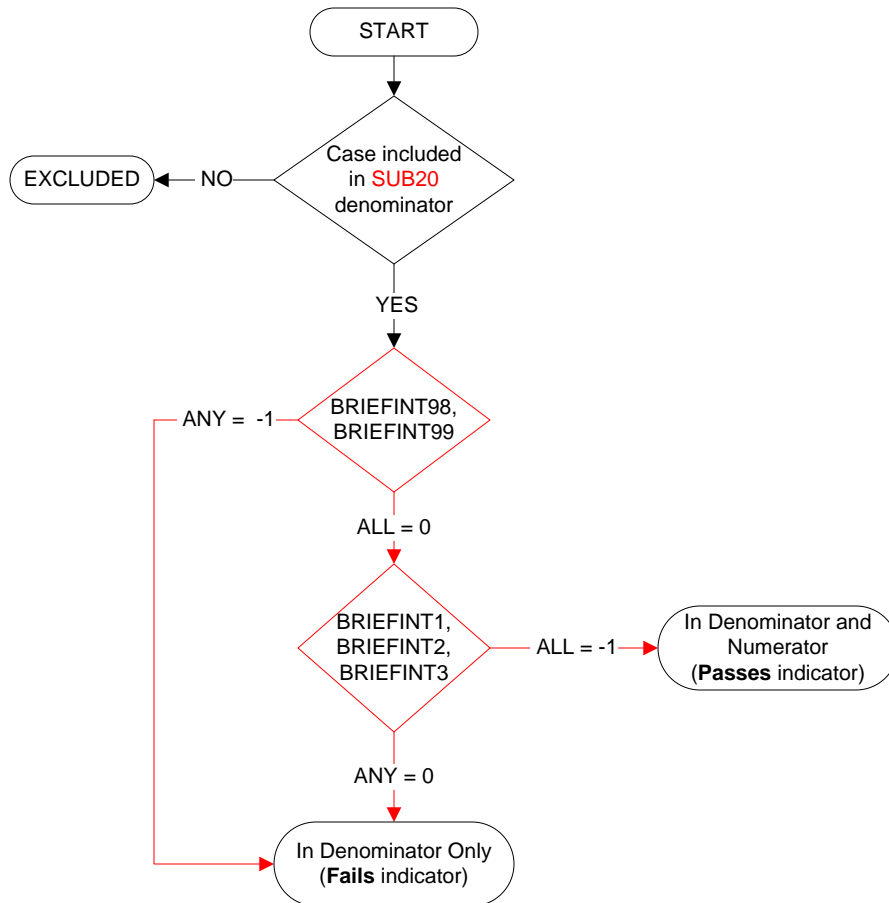 START
Case included
in SUB20
denominator
EXCLUDED
NO
YES
BRIEFINT98,
BRIEFINT99
ANY =  -1
ALL = 0
BRIEFINT1,
BRIEFINT2,
BRIEFINT3
ALL = -1
In Denominator and
Numerator
(Passes indicator)
ANY = 0
In Denominator Only
(Fails indicator)